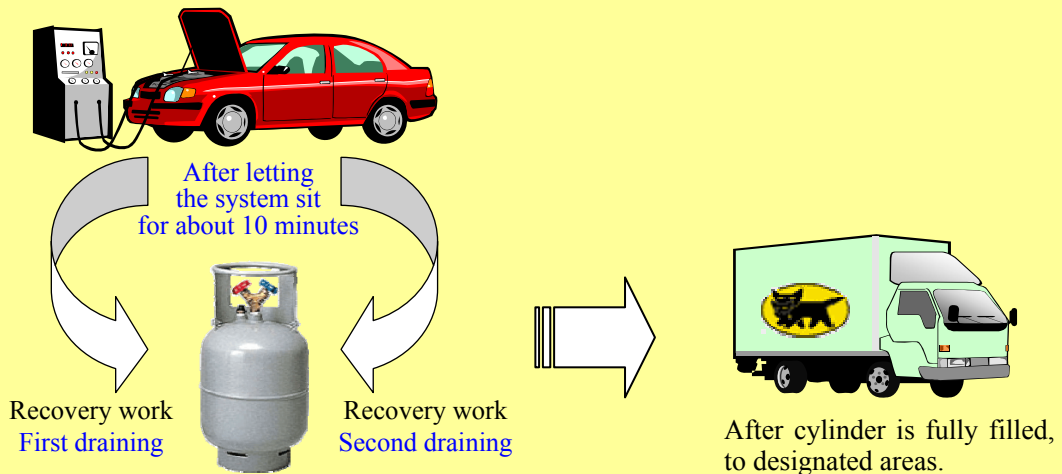 After letting
the system sit
for about 10 minutes
Recovery work
First draining
Recovery work
Second draining
After cylinder is fully filled,
to designated areas.